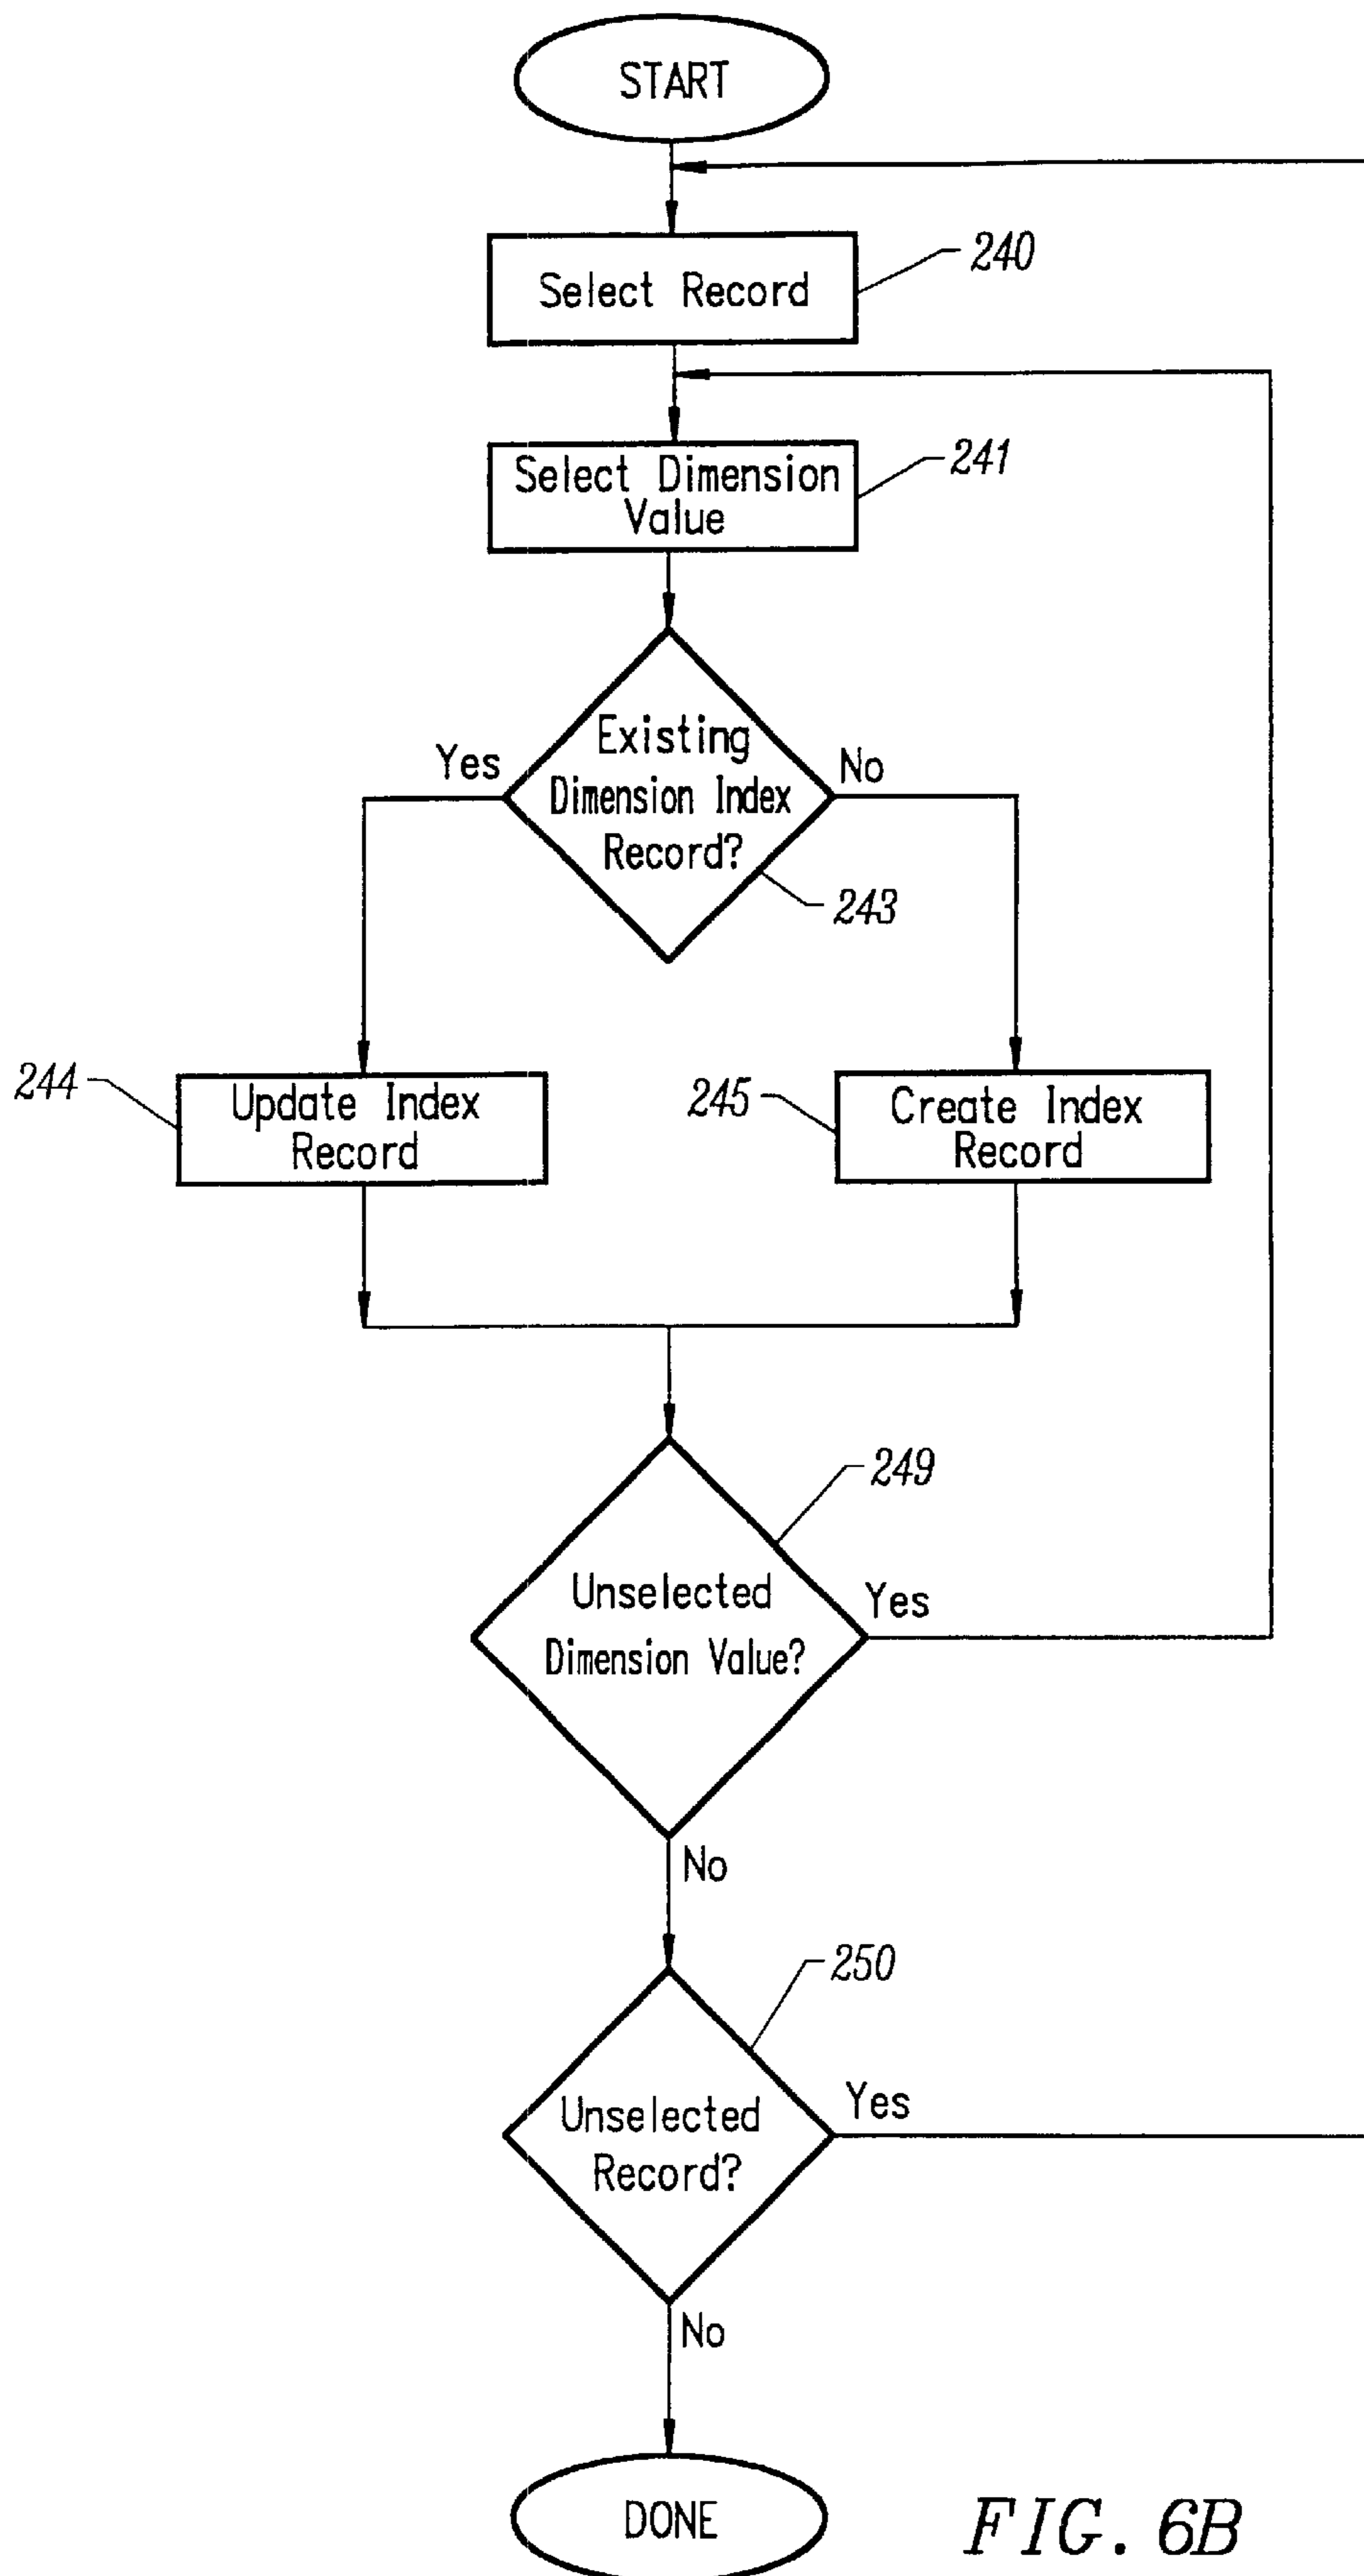 START
240
Select Record
241
Select Dimension
Value
Existing
Yes
No
Dimension Index
Record?
243
244
Update Index
Record
245
Create Index
Record
249
Unselected
Yes
Dimension Value?
No
250
Yes
Unselected
Record?
No
DONE
FIG. 6B